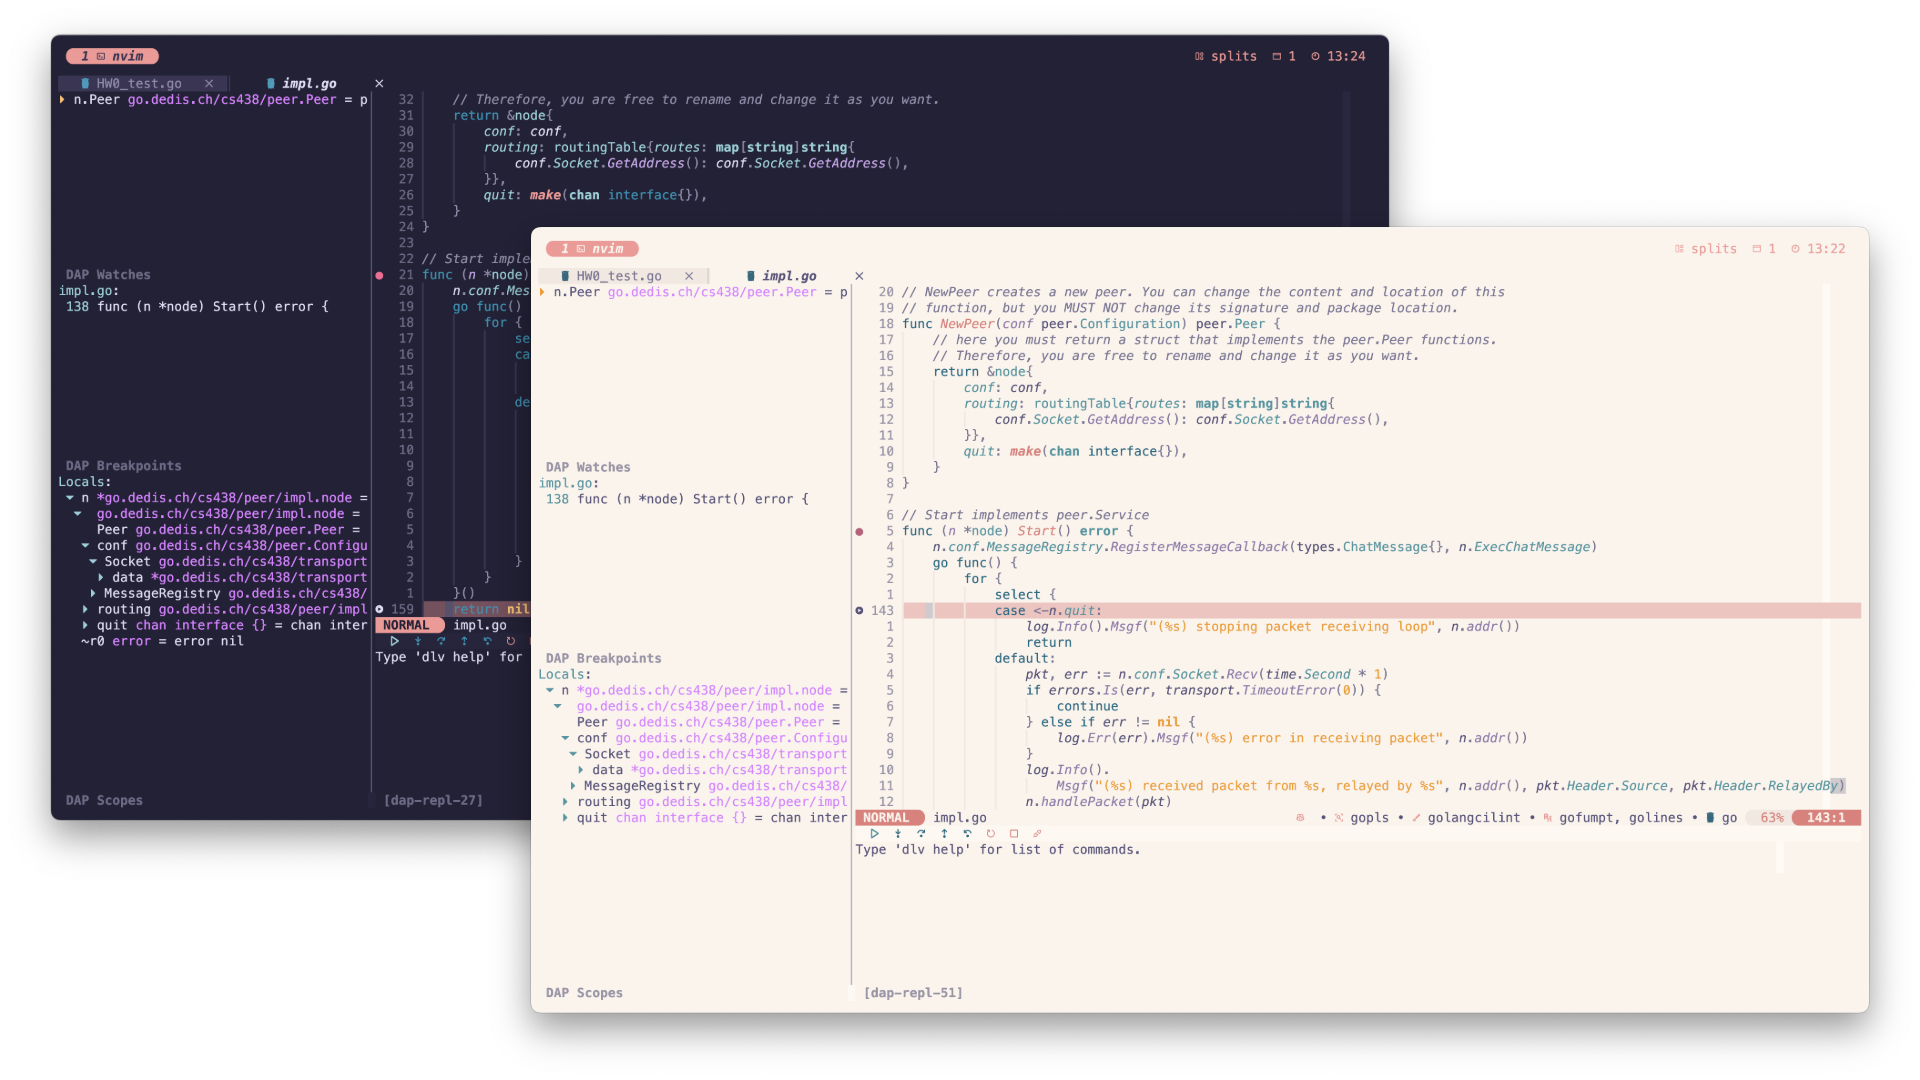 1 nvim
splits 1 13:24
HW0_test.go × impl.go ×
n.Peer go.dedis.ch/cs438/peer.Peer = p
DAP Watches
impl.go:
138 func (n *node) Start() error {
DAP Breakpoints
Locals:
n *go.dedis.ch/cs438/peer/impl.node =
go.dedis.ch/cs438/peer/impl.node =
Peer go.dedis.ch/cs438/peer.Peer =
conf go.dedis.ch/cs438/peer.Configu
Socket go.dedis.ch/cs438/transport
data *go.dedis.ch/cs438/transport
MessageRegistry go.dedis.ch/cs438/
routing go.dedis.ch/cs438/peer/impl
quit chan interface {} = chan inter
~r0 error = error nil
DAP Scopes
32 // Therefore, you are free to rename and change it as you want.
31 return &node{
30 conf: conf,
29 routing: routingTable{routes: map[string]string{
28 conf.Socket.GetAddress(): conf.Socket.GetAddress(),
27 }},
26 quit: make(chan interface{}),
25 }
24 }
23
22 // Start imple
21 func (n *node)
20 n.conf.Mes
19 go func()
18 for {
17 se
16 ca
15
14
13 de
12
11
10
9
8
7
6
5
4
3 }
2 }
1 }()
159 return nil
NORMAL impl.go
Type 'dlv help' for
[dap-repl-27]
1 nvim
splits 1 13:22
HW0_test.go × impl.go ×
n.Peer go.dedis.ch/cs438/peer.Peer = p
DAP Watches
impl.go:
138 func (n *node) Start() error {
DAP Breakpoints
Locals:
n *go.dedis.ch/cs438/peer/impl.node =
go.dedis.ch/cs438/peer/impl.node =
Peer go.dedis.ch/cs438/peer.Peer =
conf go.dedis.ch/cs438/peer.Configu
Socket go.dedis.ch/cs438/transport
data *go.dedis.ch/cs438/transport
MessageRegistry go.dedis.ch/cs438/
routing go.dedis.ch/cs438/peer/impl
quit chan interface {} = chan inter
DAP Scopes
20 // NewPeer creates a new peer. You can change the content and location of this
19 // function, but you MUST NOT change its signature and package location.
18 func NewPeer(conf peer.Configuration) peer.Peer {
17 // here you must return a struct that implements the peer.Peer functions.
16 // Therefore, you are free to rename and change it as you want.
15 return &node{
14 conf: conf,
13 routing: routingTable{routes: map[string]string{
12 conf.Socket.GetAddress(): conf.Socket.GetAddress(),
11 }},
10 quit: make(chan interface{}),
9 }
8 }
7
6 // Start implements peer.Service
5 func (n *node) Start() error {
4 n.conf.MessageRegistry.RegisterMessageCallback(types.ChatMessage{}, n.ExecChatMessage)
3 go func() {
2 for {
1 select {
143 case <-n.quit:
1 log.Info().Msgf("(%s) stopping packet receiving loop", n.addr())
2 return
3 default:
4 pkt, err := n.conf.Socket.Recv(time.Second * 1)
5 if errors.Is(err, transport.TimeoutError(0)) {
6 continue
7 } else if err != nil {
8 log.Err(err).Msgf("(%s) error in receiving packet", n.addr())
9 }
10 log.Info().
11 Msgf("(%s) received packet from %s, relayed by %s", n.addr(), pkt.Header.Source, pkt.Header.RelayedBy)
12 n.handlePacket(pkt)
NORMAL impl.go • gopls • golangcilint • gofumpt, golines • go 63% 143:1
Type 'dlv help' for list of commands.
[dap-repl-51]